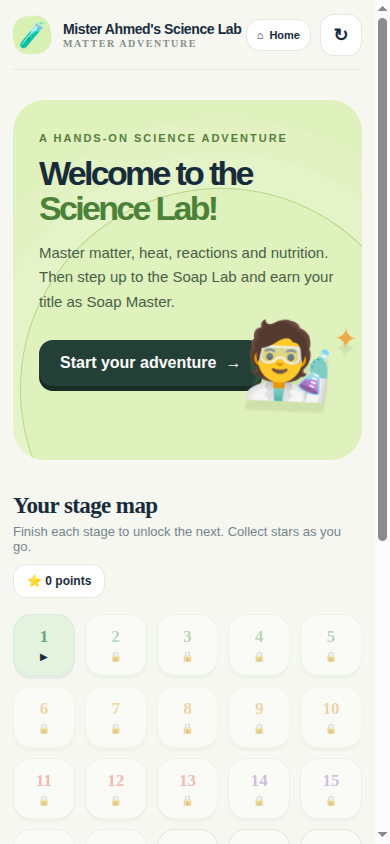 Mister Ahmed's Science Lab
MATTER ADVENTURE
⌂ Home
↻
A HANDS-ON SCIENCE ADVENTURE
Welcome to the
Science Lab!
Master matter, heat, reactions and nutrition.
Then step up to the Soap Lab and earn your
title as Soap Master.
Start your adventure →
Your stage map
Finish each stage to unlock the next. Collect stars as you
go.
⭐ 0 points
1 2 3 4 5
6 7 8 9 10
11 12 13 14 15